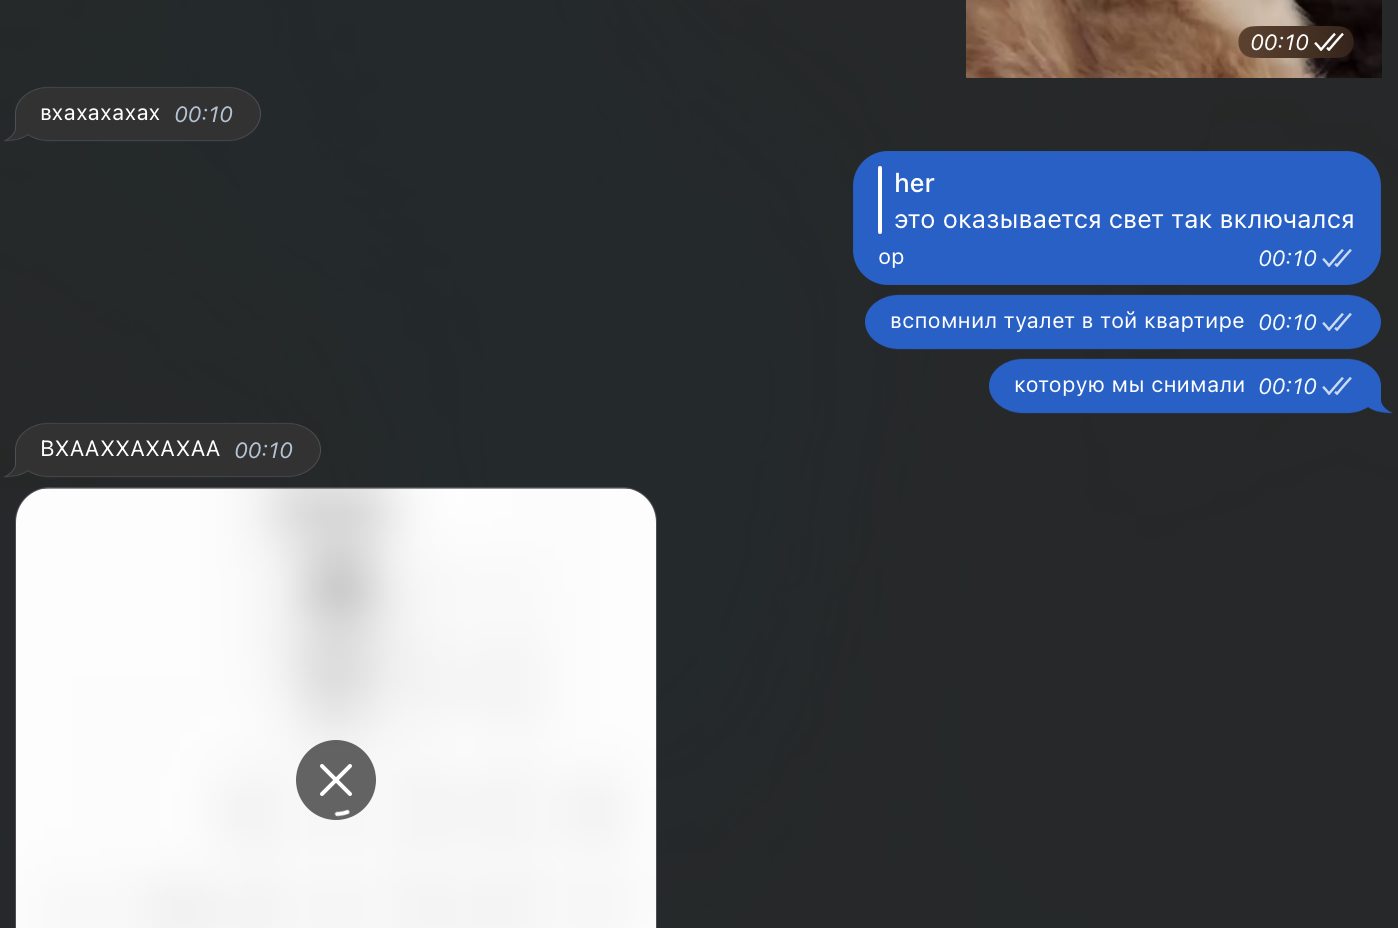 00:10
вхахахахах 00:10
her
это оказывается свет так включался
ор 00:10
вспомнил туалет в той квартире 00:10
которую мы снимали 00:10
ВХААХХАХАХАА 00:10